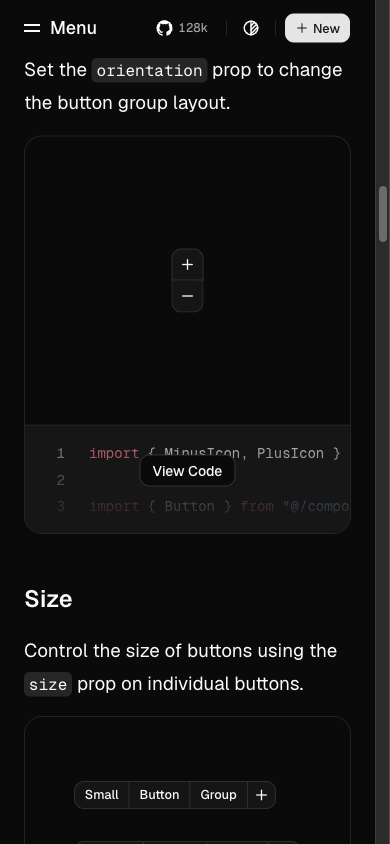 Menu 128k + New
Set the orientation prop to change
the button group layout.
+
−
1 import { MinusIcon, PlusIcon }
2
View Code
3 import { Button } from "@/compo
Size
Control the size of buttons using the
size prop on individual buttons.
Small Button Group +